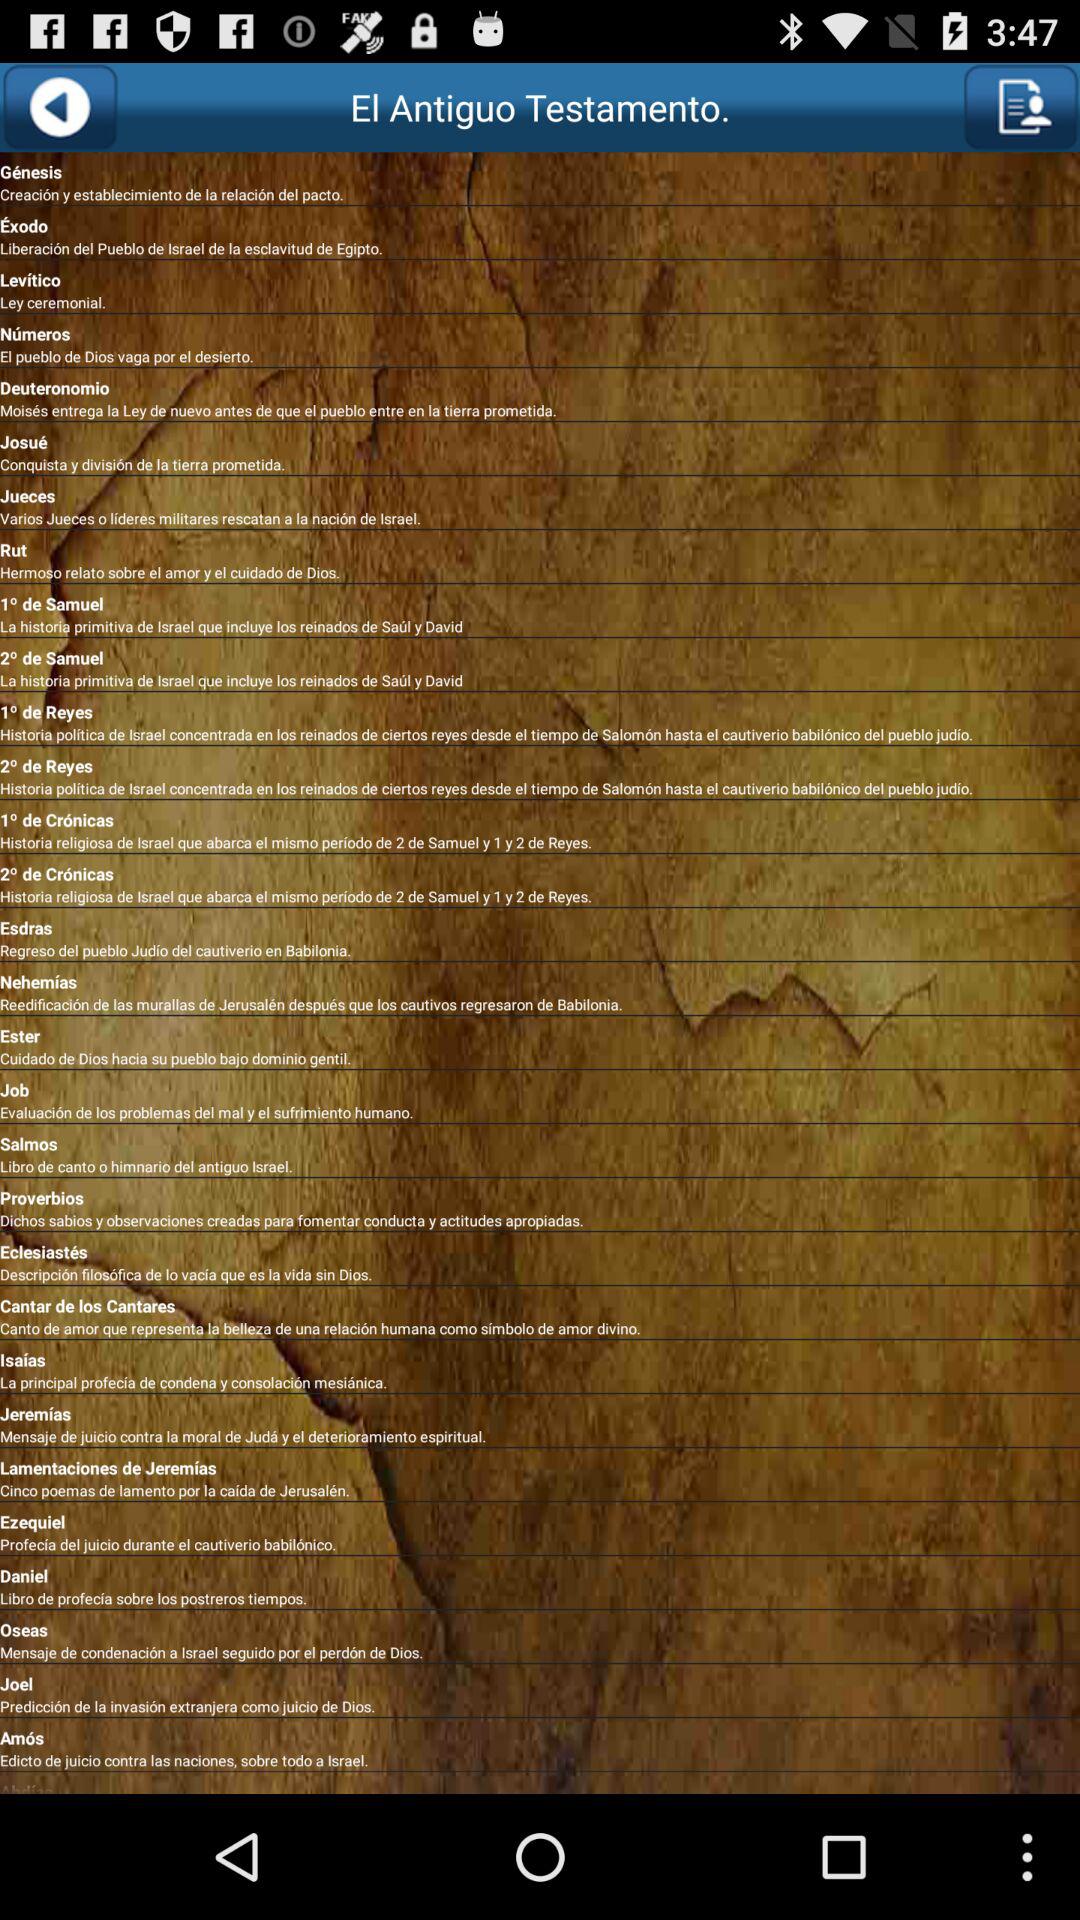 FAKE
3:47
El Antiguo Testamento.
Génesis
Creación y establecimiento de la relación del pacto.
Éxodo
Liberación del Pueblo de Israel de la esclavitud de Egipto.
Levítico
Ley ceremonial.
Números
El pueblo de Dios vaga por el desierto.
Deuteronomio
Moisés entrega la Ley de nuevo antes de que el pueblo entre en la tierra prometida.
Josué
Conquista y división de la tierra prometida.
Jueces
Varios Jueces o líderes militares rescatan a la nación de Israel.
Rut
Hermoso relato sobre el amor y el cuidado de Dios.
1º de Samuel
La historia primitiva de Israel que incluye los reinados de Saúl y David
2º de Samuel
La historia primitiva de Israel que incluye los reinados de Saúl y David
1º de Reyes
Historia política de Israel concentrada en los reinados de ciertos reyes desde el tiempo de Salomón hasta el cautiverio babilónico del pueblo judío.
2º de Reyes
Historia política de Israel concentrada en los reinados de ciertos reyes desde el tiempo de Salomón hasta el cautiverio babilónico del pueblo judío.
1º de Crónicas
Historia religiosa de Israel que abarca el mismo período de 2 de Samuel y 1 y 2 de Reyes.
2º de Crónicas
Historia religiosa de Israel que abarca el mismo período de 2 de Samuel y 1 y 2 de Reyes.
Esdras
Regreso del pueblo Judío del cautiverio en Babilonia.
Nehemías
Reedificación de las murallas de Jerusalén después que los cautivos regresaron de Babilonia.
Ester
Cuidado de Dios hacia su pueblo bajo dominio gentil.
Job
Evaluación de los problemas del mal y el sufrimiento humano.
Salmos
Libro de canto o himnario del antiguo Israel.
Proverbios
Dichos sabios y observaciones creadas para fomentar conducta y actitudes apropiadas.
Eclesiastés
Descripción filosófica de lo vacía que es la vida sin Dios.
Cantar de los Cantares
Canto de amor que representa la belleza de una relación humana como símbolo de amor divino.
Isaías
La principal profecía de condena y consolación mesiánica.
Jeremías
Mensaje de juicio contra la moral de Judá y el deterioramiento espiritual.
Lamentaciones de Jeremías
Cinco poemas de lamento por la caída de Jerusalén.
Ezequiel
Profecía del juicio durante el cautiverio babilónico.
Daniel
Libro de profecía sobre los postreros tiempos.
Oseas
Mensaje de condenación a Israel seguido por el perdón de Dios.
Joel
Predicción de la invasión extranjera como juicio de Dios.
Amós
Edicto de juicio contra las naciones, sobre todo a Israel.